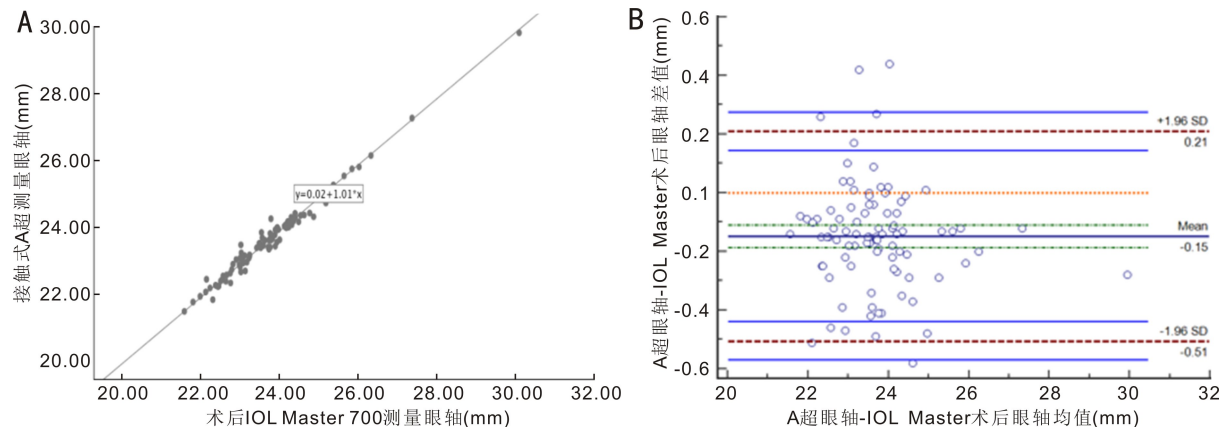 A
接触式A超测量眼轴(mm)
30.00
28.00
26.00
24.00
22.00
20.00
y=0.02+1.01*x
20.00 22.00 24.00 26.00 28.00 30.00 32.00
术后IOL Master 700测量眼轴(mm)
B
A超眼轴-IOL Master术后眼轴差值(mm)
0.6
0.4
0.2
0.1
-0.2
-0.4
-0.6
+1.96 SD
0.21
Mean
-0.15
-1.96 SD
-0.51
20 22 24 26 28 30 32
A超眼轴-IOL Master术后眼轴均值(mm)